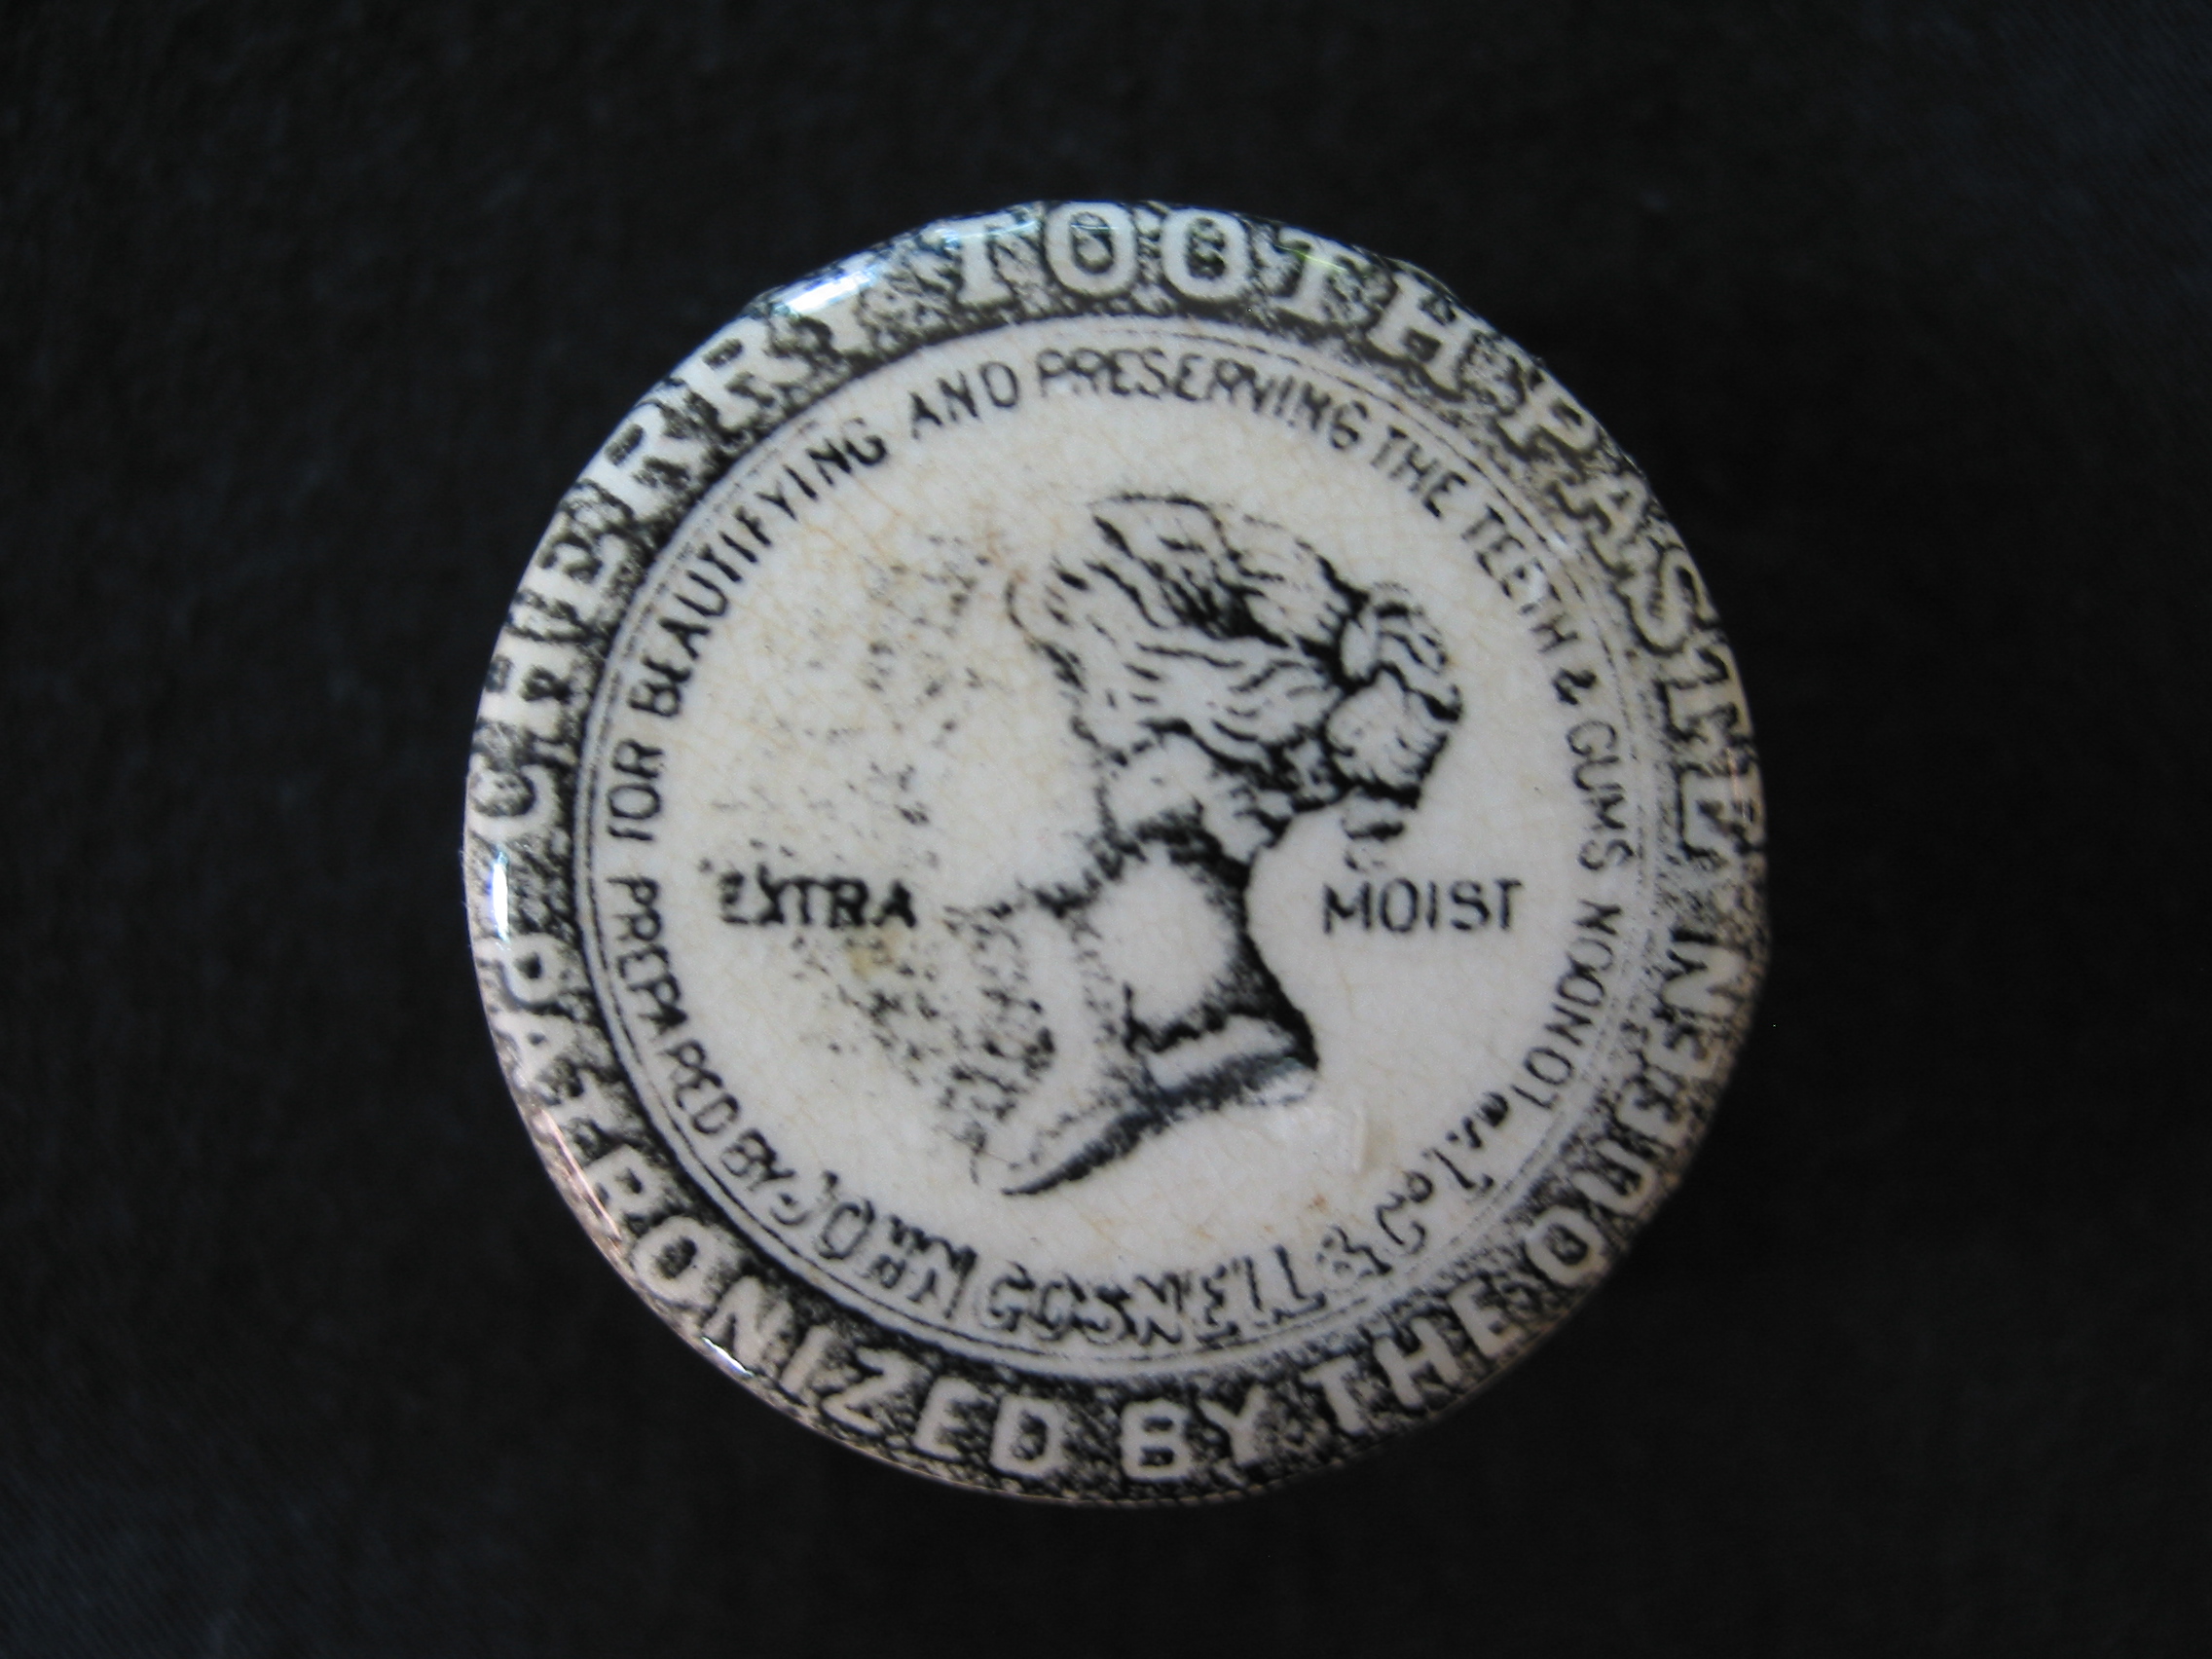 CHERRY TOOTH PASTE
PATRONIZED BY THE QUEEN
FOR BEAUTIFYING AND PRESERVING THE TEETH & GUMS
EXTRA MOIST
PREPARED BY JOHN GOSNELL & Co. Ld. LONDON